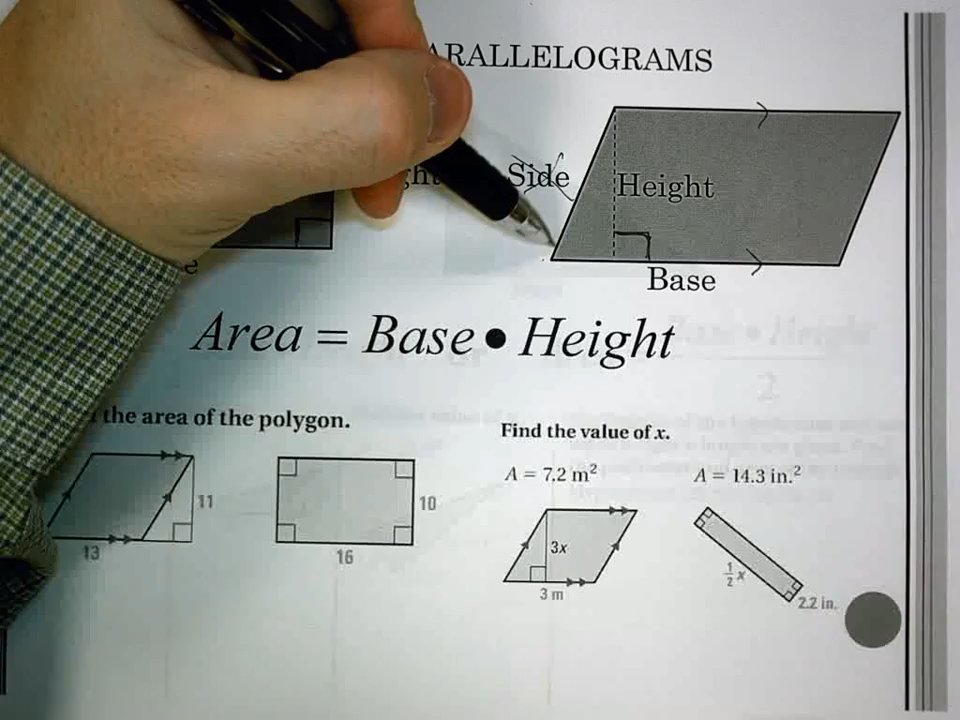 PARALLELOGRAMS
Side
Height
Base
Area = Base • Height
the area of the polygon.
Find the value of x.
A = 7.2 m²
A = 14.3 in.²
11
13
10
16
3x
3 m
½ x
2.2 in.